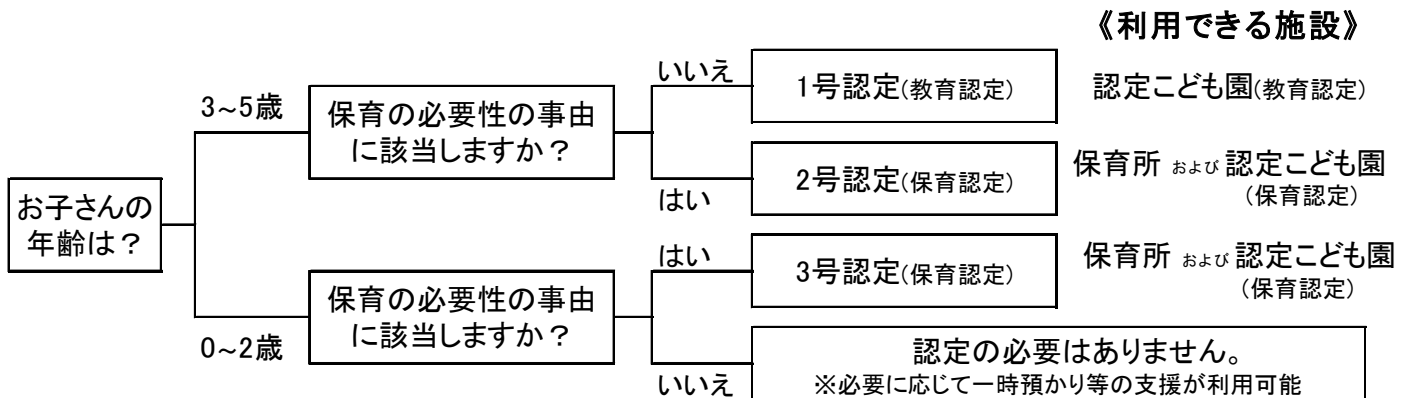 《利用できる施設》
お子さんの
年齢は？
3~5歳
保育の必要性の事由
に該当しますか？
いいえ
1号認定(教育認定)
認定こども園(教育認定)
はい
2号認定(保育認定)
保育所 および 認定こども園
(保育認定)
0~2歳
保育の必要性の事由
に該当しますか？
はい
3号認定(保育認定)
保育所 および 認定こども園
(保育認定)
いいえ
認定の必要はありません。
※必要に応じて一時預かり等の支援が利用可能